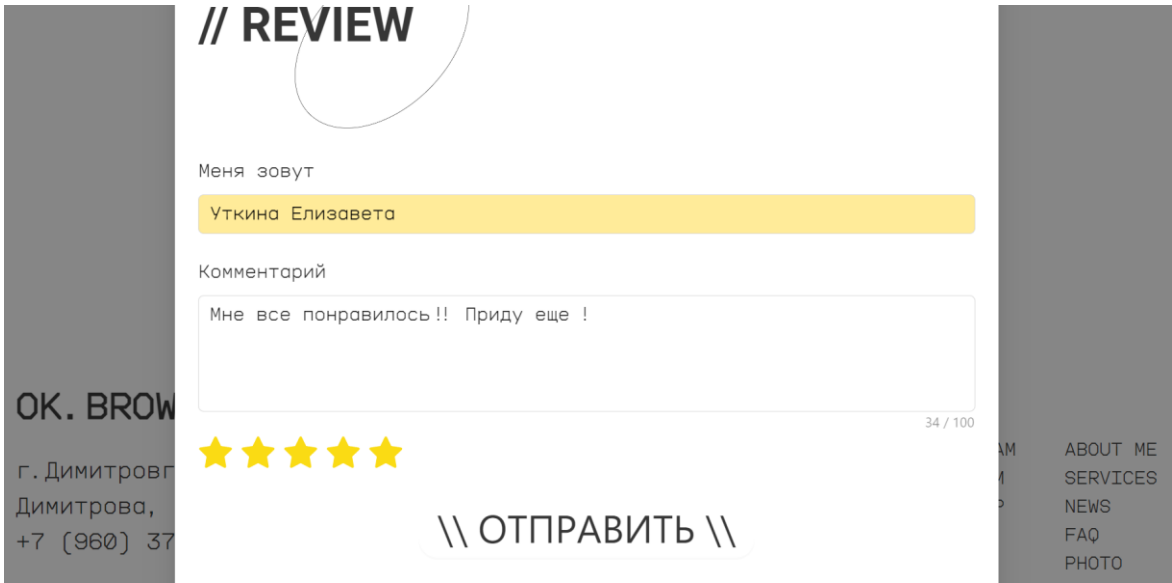 // REVIEW
Меня зовут
Уткина Елизавета
Комментарий
Мне все понравилось!! Приду еще !
34 / 100
\\ ОТПРАВИТЬ \\
OK.BROW
г.Димитровг
Димитрова,
+7 (960) 37
AM
ABOUT ME
SERVICES
NEWS
FAQ
PHOTO